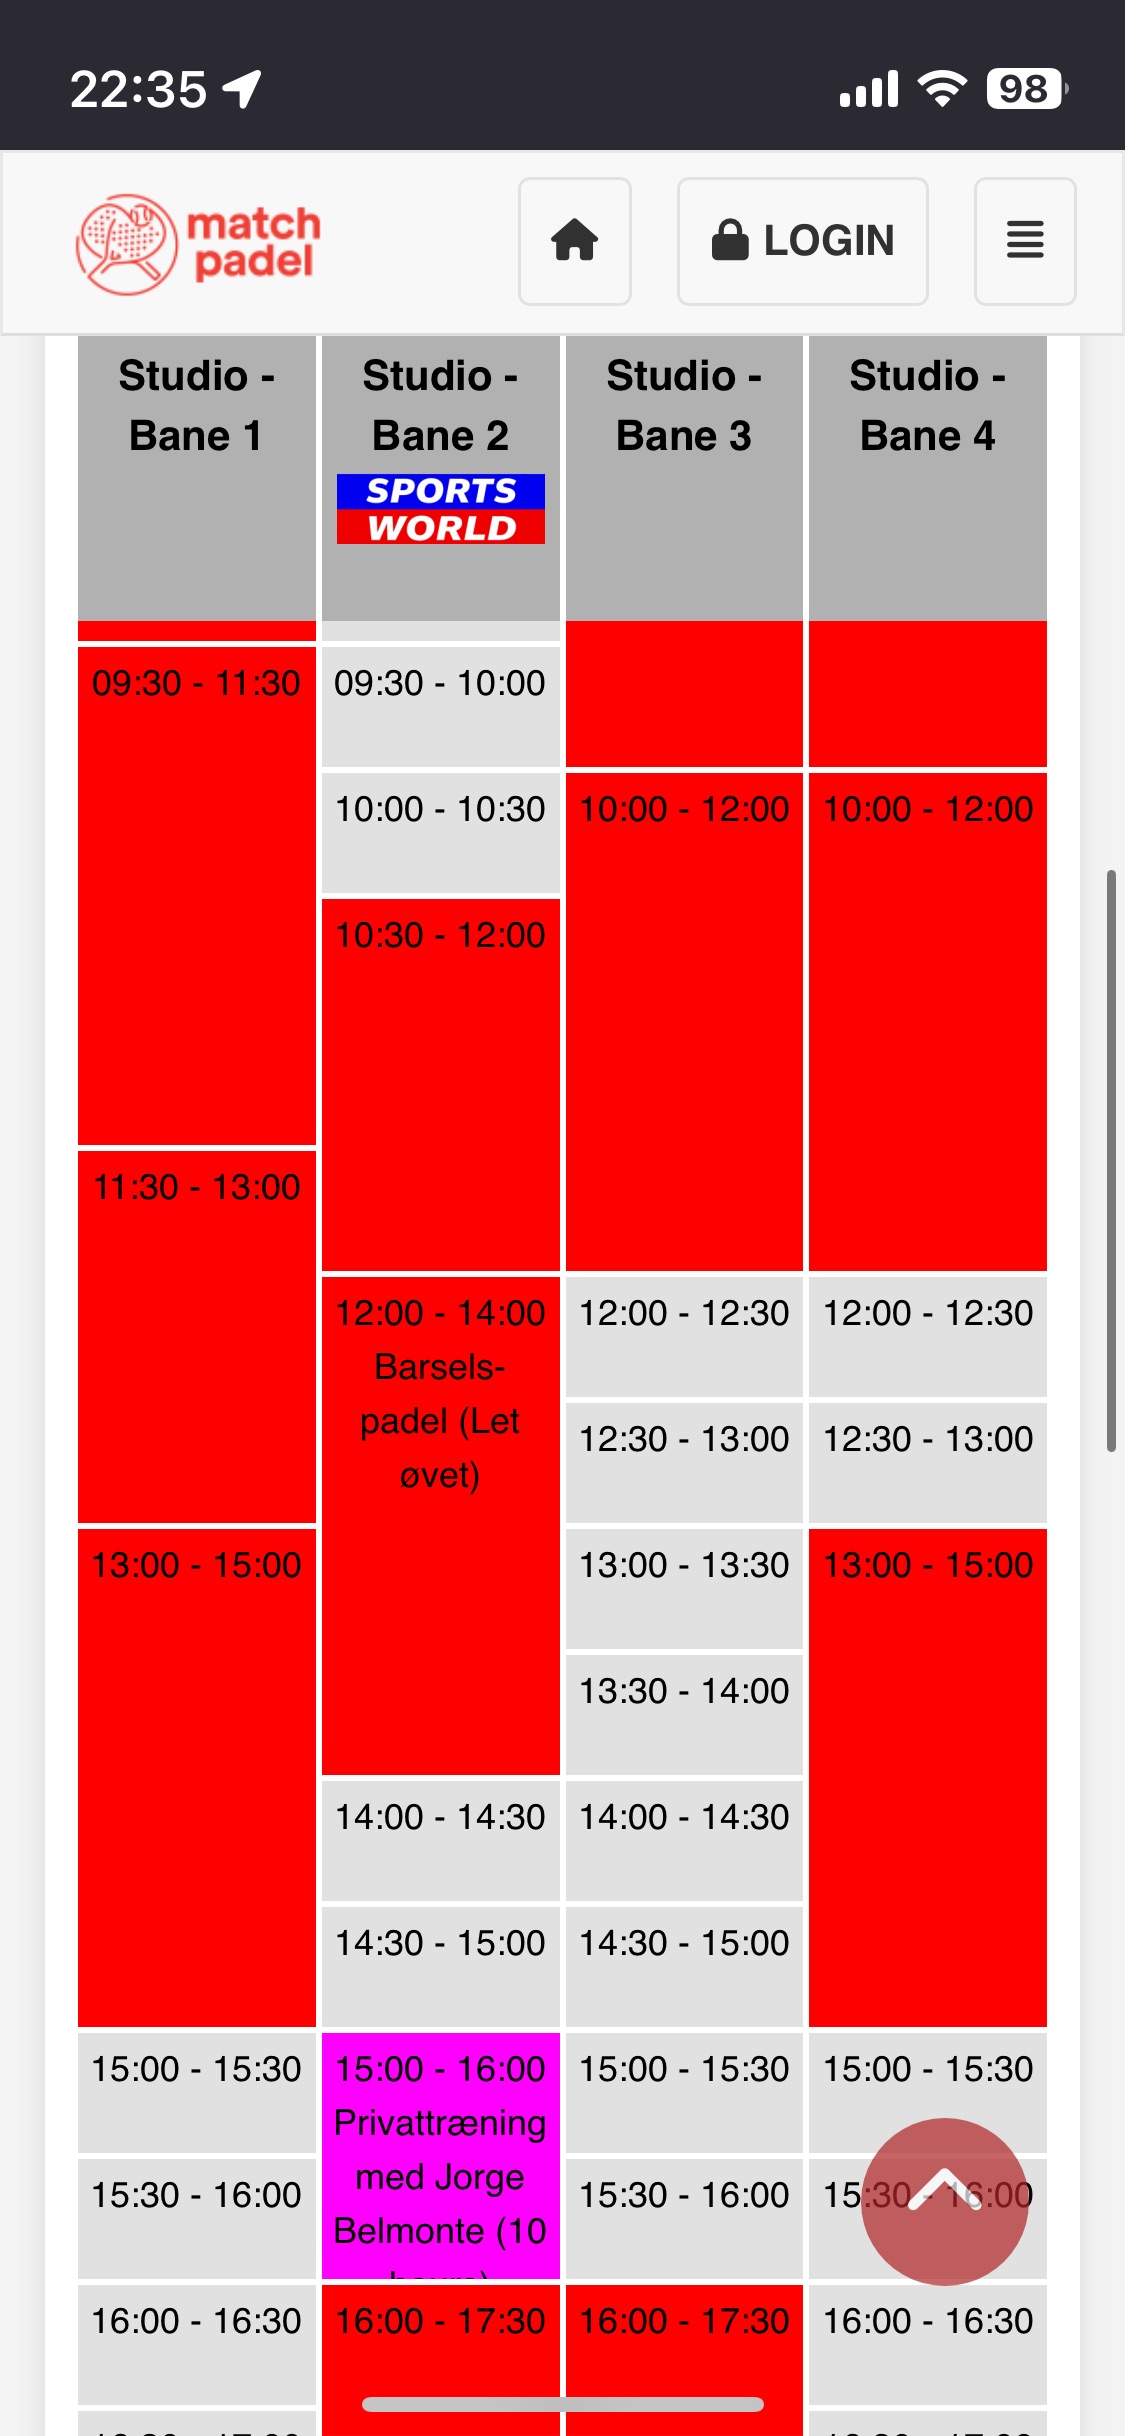 22:35
98
match
padel
LOGIN
Studio -
Bane 1
Studio -
Bane 2
SPORTS
WORLD
Studio -
Bane 3
Studio -
Bane 4
09:30 - 11:30
09:30 - 10:00
10:00 - 10:30
10:00 - 12:00
10:00 - 12:00
10:30 - 12:00
11:30 - 13:00
12:00 - 14:00
Barsels-
padel (Let
øvet)
12:00 - 12:30
12:00 - 12:30
12:30 - 13:00
12:30 - 13:00
13:00 - 15:00
13:00 - 13:30
13:00 - 15:00
13:30 - 14:00
14:00 - 14:30
14:00 - 14:30
14:30 - 15:00
14:30 - 15:00
15:00 - 15:30
15:00 - 16:00
Privattræning
med Jorge
Belmonte (10
15:00 - 15:30
15:00 - 15:30
15:30 - 16:00
15:30 - 16:00
15:30 - 16:00
16:00 - 16:30
16:00 - 17:30
16:00 - 17:30
16:00 - 16:30